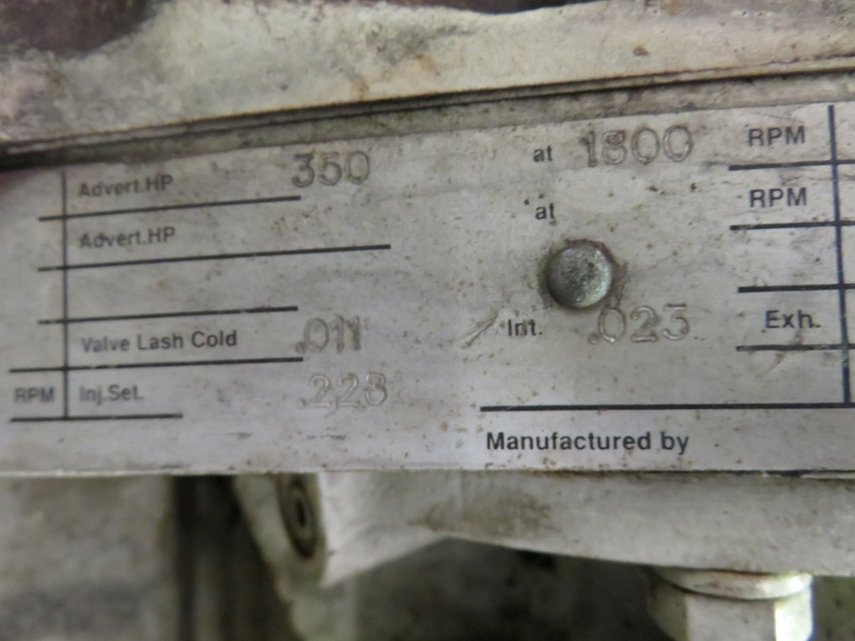 Advert.HP 350 at 1800 RPM
Advert.HP at RPM
Valve Lash Cold .011 Int. .023 Exh.
RPM Inj.Set. .228
Manufactured by